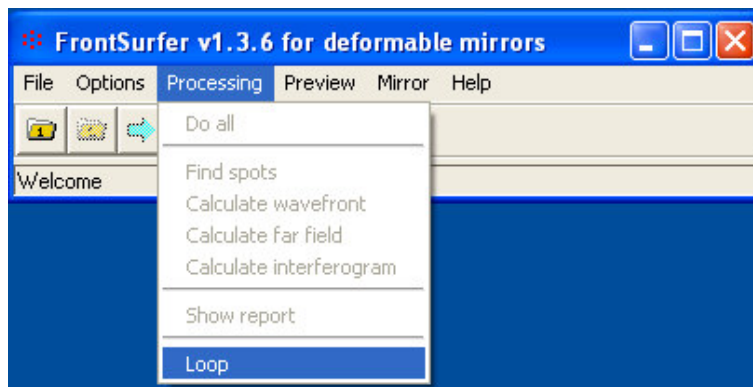 FrontSurfer v1.3.6 for deformable mirrors
File Options Processing Preview Mirror Help
1
Do all
Welcome
Find spots
Calculate wavefront
Calculate far field
Calculate interferogram
Show report
Loop